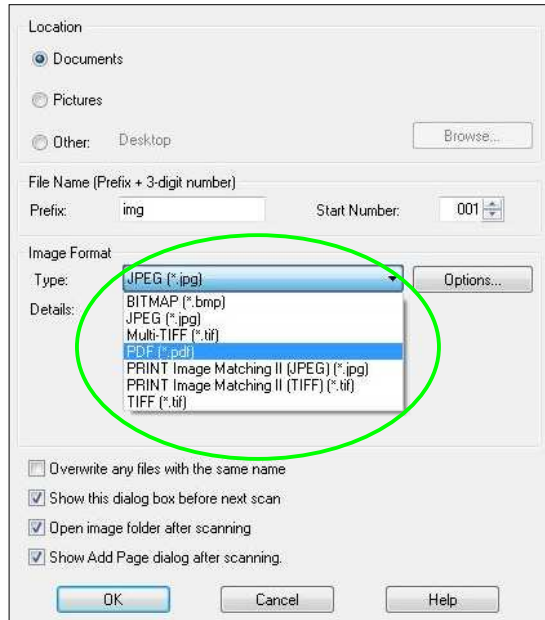 Location
Documents
Pictures
Other: Desktop Browse...
File Name (Prefix + 3-digit number)
Prefix: img Start Number: 001
Image Format
Type: JPEG (*.jpg) Options...
Details: BITMAP (*.bmp)
JPEG (*.jpg)
Multi-TIFF (*.tif)
PDF (*.pdf)
PRINT Image Matching II (JPEG) (*.jpg)
PRINT Image Matching II (TIFF) (*.tif)
TIFF (*.tif)
Overwrite any files with the same name
Show this dialog box before next scan
Open image folder after scanning
Show Add Page dialog after scanning.
OK Cancel Help